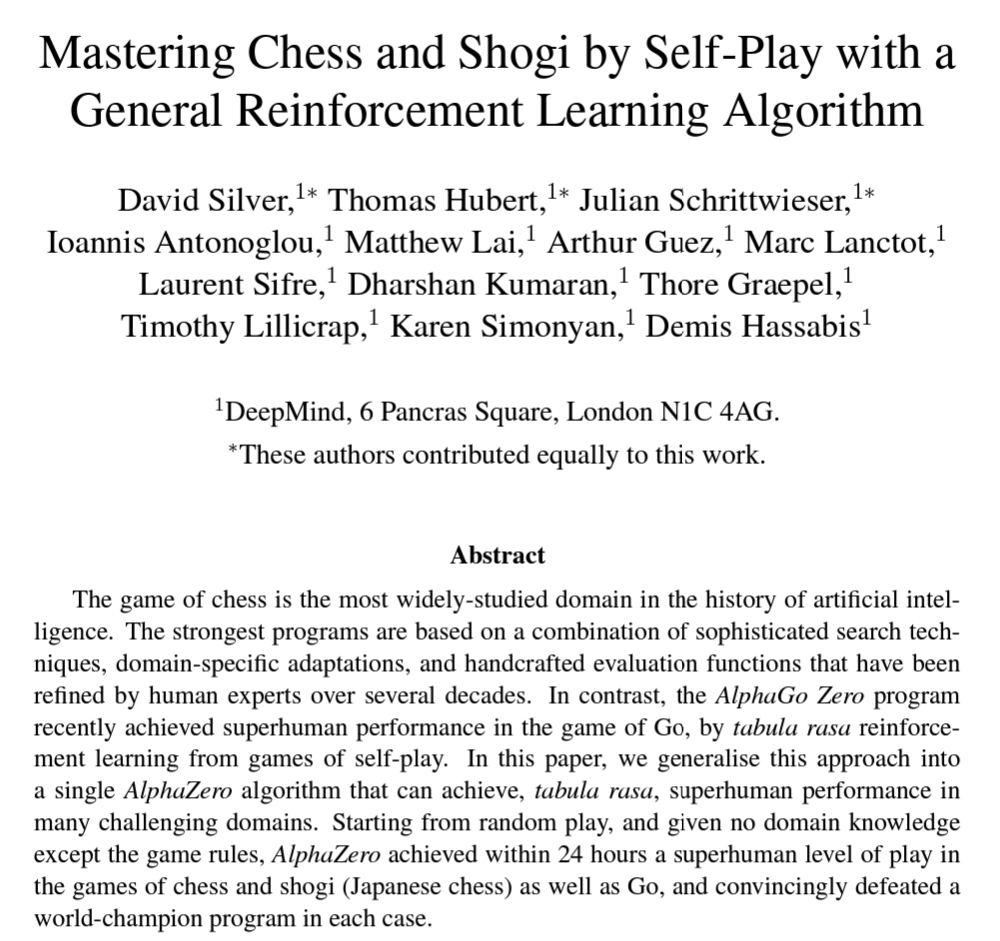 Mastering Chess and Shogi by Self-Play with a
General Reinforcement Learning Algorithm
David Silver,¹* Thomas Hubert,¹* Julian Schrittwieser,¹*
Ioannis Antonoglou,¹ Matthew Lai,¹ Arthur Guez,¹ Marc Lanctot,¹
Laurent Sifre,¹ Dharshan Kumaran,¹ Thore Graepel,¹
Timothy Lillicrap,¹ Karen Simonyan,¹ Demis Hassabis¹
¹DeepMind, 6 Pancras Square, London N1C 4AG.
*These authors contributed equally to this work.
Abstract
The game of chess is the most widely-studied domain in the history of artificial intel-
ligence. The strongest programs are based on a combination of sophisticated search tech-
niques, domain-specific adaptations, and handcrafted evaluation functions that have been
refined by human experts over several decades. In contrast, the AlphaGo Zero program
recently achieved superhuman performance in the game of Go, by tabula rasa reinforce-
ment learning from games of self-play. In this paper, we generalise this approach into
a single AlphaZero algorithm that can achieve, tabula rasa, superhuman performance in
many challenging domains. Starting from random play, and given no domain knowledge
except the game rules, AlphaZero achieved within 24 hours a superhuman level of play in
the games of chess and shogi (Japanese chess) as well as Go, and convincingly defeated a
world-champion program in each case.